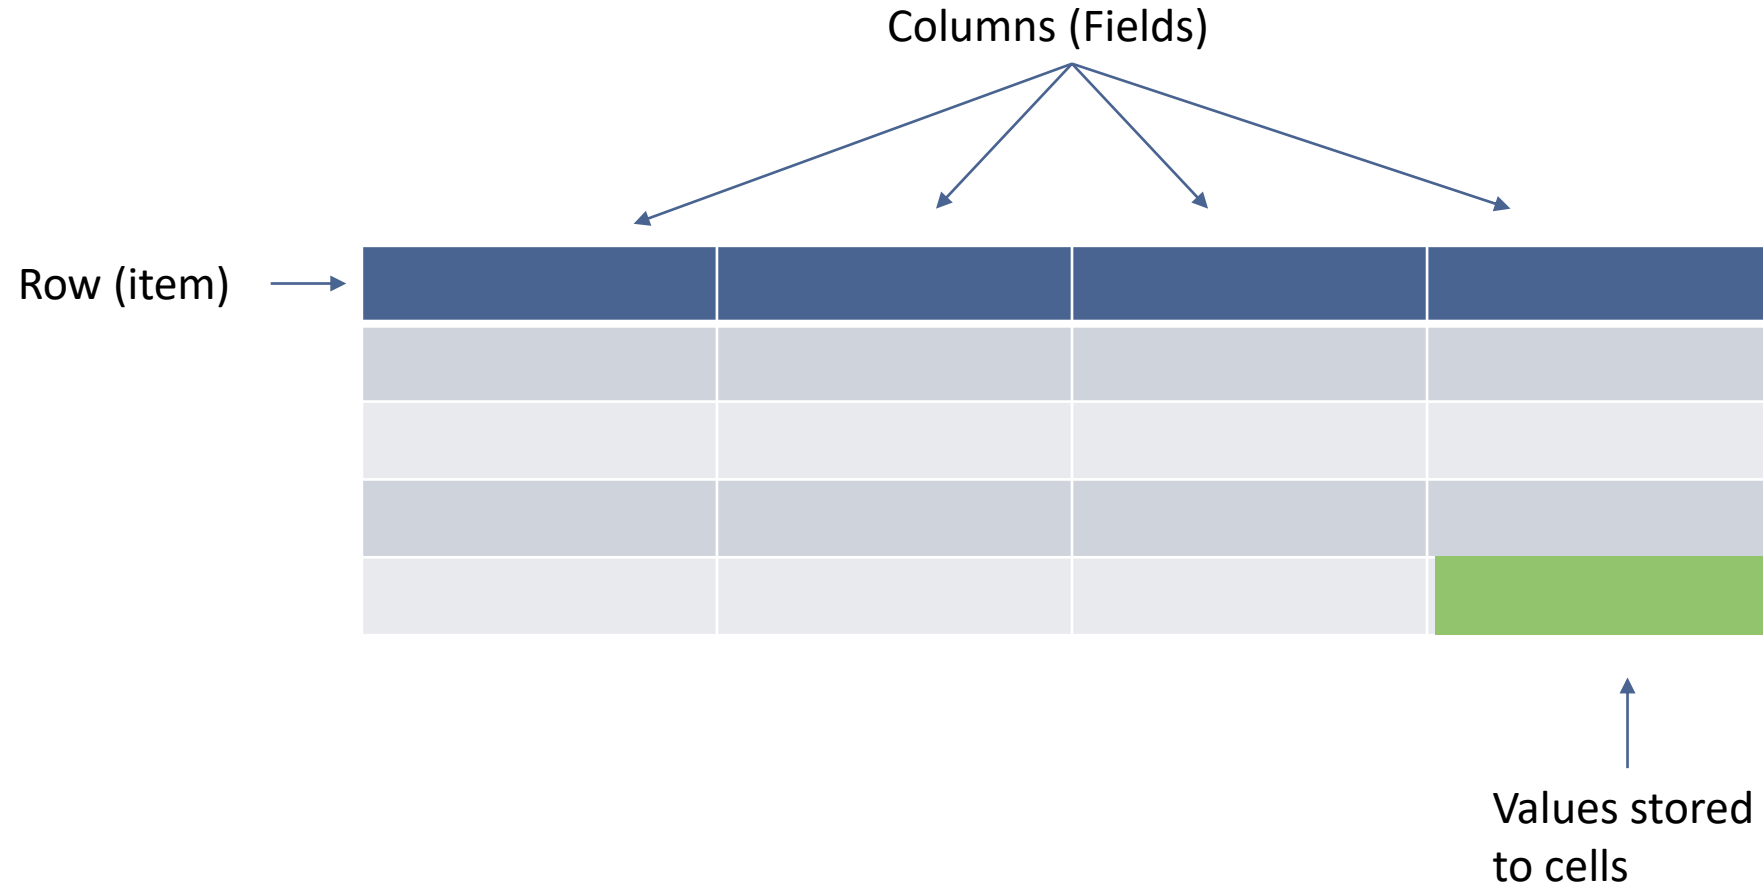 Columns (Fields)
Row (item)
Values stored
to cells